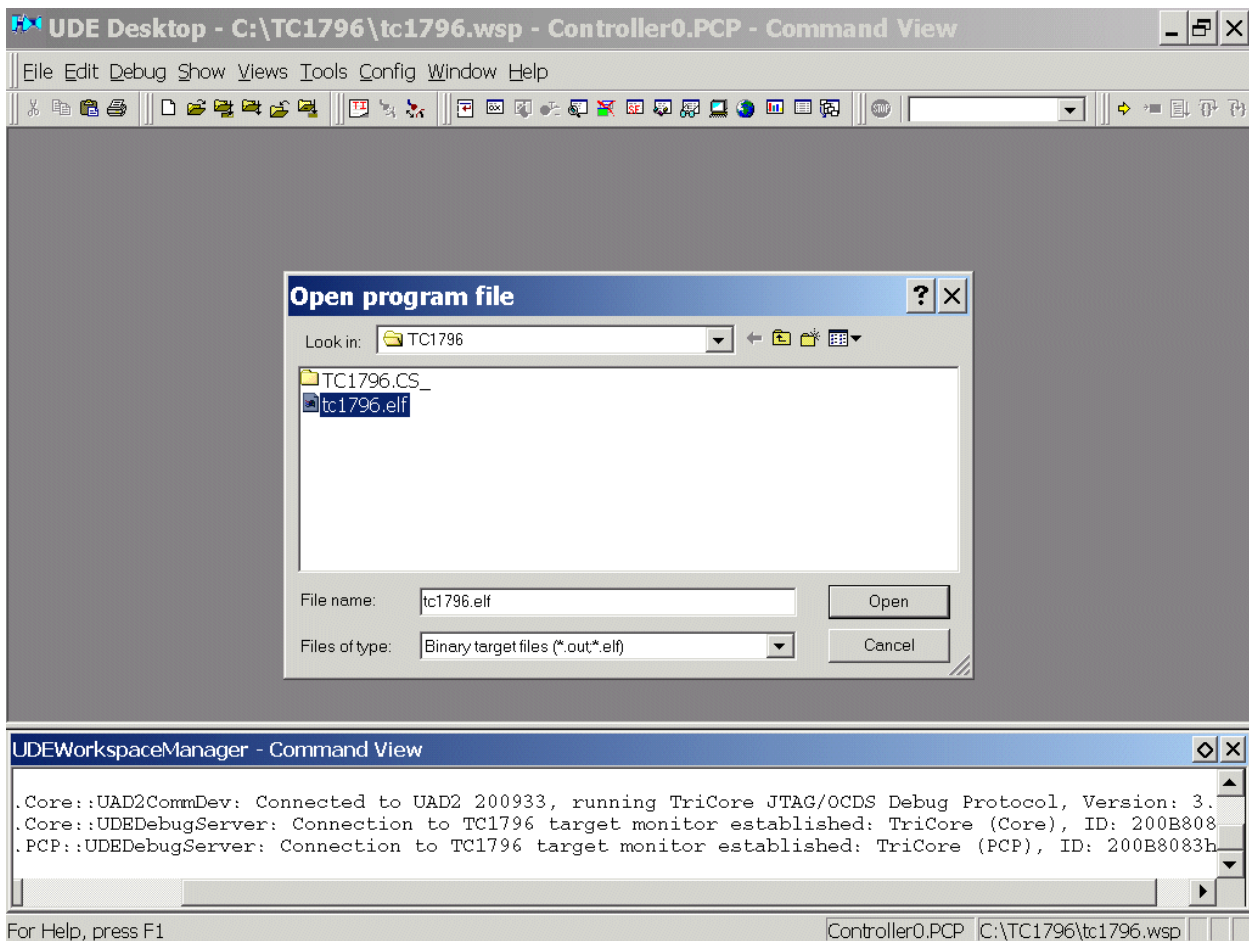 UDE Desktop - C:\TC1796\tc1796.wsp - Controller0.PCP - Command View
File Edit Debug Show Views Tools Config Window Help
STOP
Open program file
Look in: TC1796
TC1796.CS_
tc1796.elf
File name: tc1796.elf
Open
Files of type: Binary target files (*.out;*.elf)
Cancel
UDEWorkspaceManager - Command View
.Core::UAD2CommDev: Connected to UAD2 200933, running TriCore JTAG/OCDS Debug Protocol, Version: 3.
.Core::UDEDebugServer: Connection to TC1796 target monitor established: TriCore (Core), ID: 200B808
.PCP::UDEDebugServer: Connection to TC1796 target monitor established: TriCore (PCP), ID: 200B8083h
For Help, press F1
Controller0.PCP C:\TC1796\tc1796.wsp